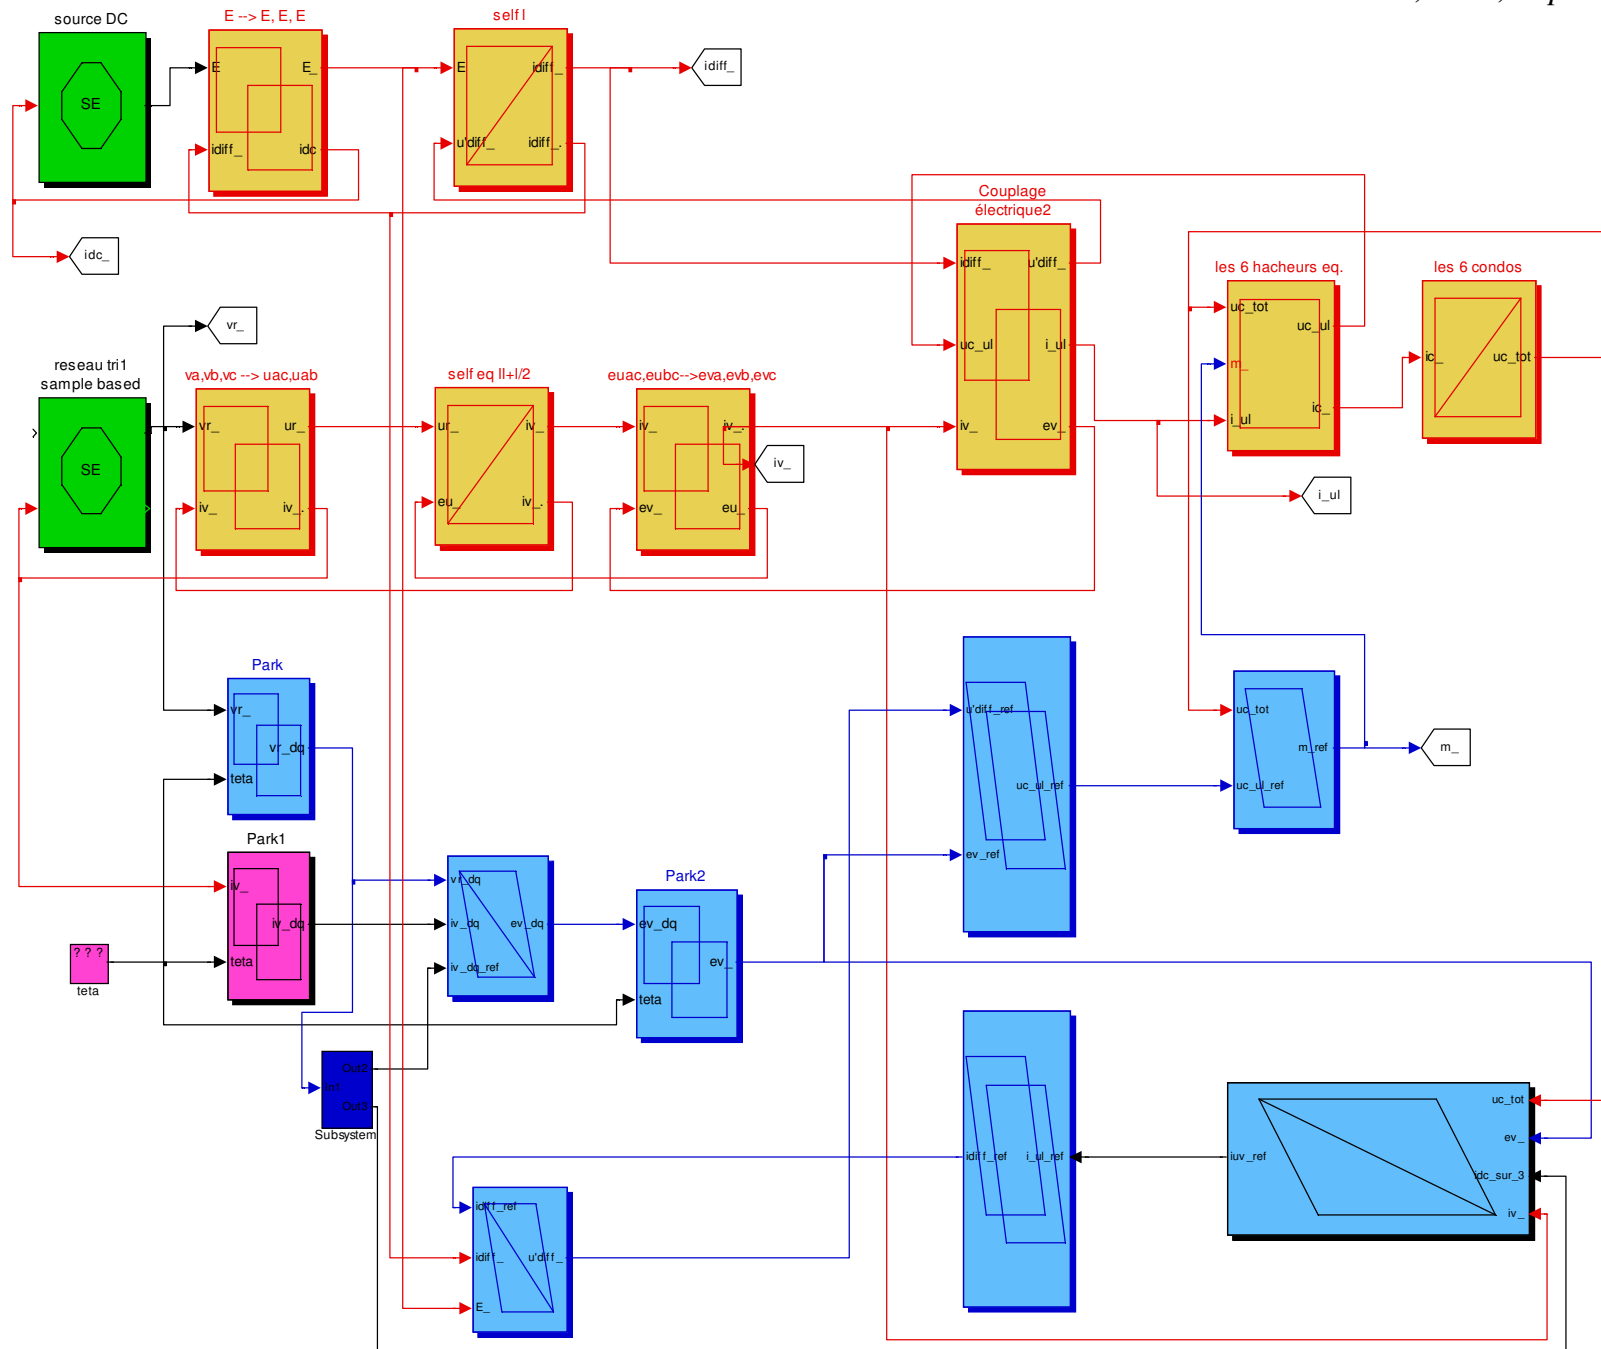 source DC
SE
E --> E, E, E
E
E_
idiff_
idc
self l
E
idiff_
u'diff_
idiff_.
idiff_
idc_
vr_
Couplage
électrique2
idiff_
u'diff_
uc_ul
i_ul
iv_
ev_
les 6 hacheurs eq.
uc_tot
uc_ul
m_
ic_
i_ul
les 6 condos
ic_
uc_tot
i_ul
reseau tri1
sample based
SE
va,vb,vc --> uac,uab
vr_
ur_
iv_
iv_.
self eq ll+l/2
ur_
iv_
eu_
iv_.
euac,eubc-->eva,evb,evc
iv_
iv_.
ev_
eu_
iv_
Park
vr_
vr_dq
teta
Park1
iv_
iv_dq
teta
? ? ?
teta
vr_dq
iv_dq
ev_dq
iv_dq_ref
Park2
ev_dq
ev_
teta
u'diff_ref
uc_ul_ref
ev_ref
uc_tot
m_ref
uc_ul_ref
m_
In1
Out2
Out3
Subsystem
idiff_ref
i_ul_ref
uc_tot
ev_
iuv_ref
idc_sur_3
iv_
idiff_ref
idiff_
u'diff_
E_